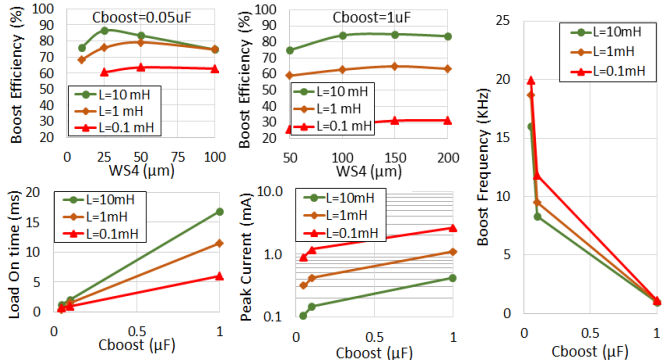 Cboost=0.05uF
Boost Efficiency (%)
100
90
80
70
60
50
40
30
20
L=10 mH
L=1 mH
L=0.1 mH
0
25
50
75
100
WS4 (µm)
Cboost=1uF
Boost Efficiency (%)
100
90
80
70
60
50
40
30
20
L=10 mH
L=1 mH
L=0.1 mH
50
100
150
200
WS4 (µm)
Load On time (ms)
20
15
10
5
0
L=10mH
L=1mH
L=0.1mH
0
0.5
1
Cboost (µF)
Peak Current (mA)
10.0
1.0
0.1
L=10mH
L=1mH
L=0.1mH
0
0.5
1
Cboost (µF)
Boost Frequency (KHz)
25
20
15
10
5
0
L=10mH
L=1mH
L=0.1mH
0
0.5
1
Cboost (µF)